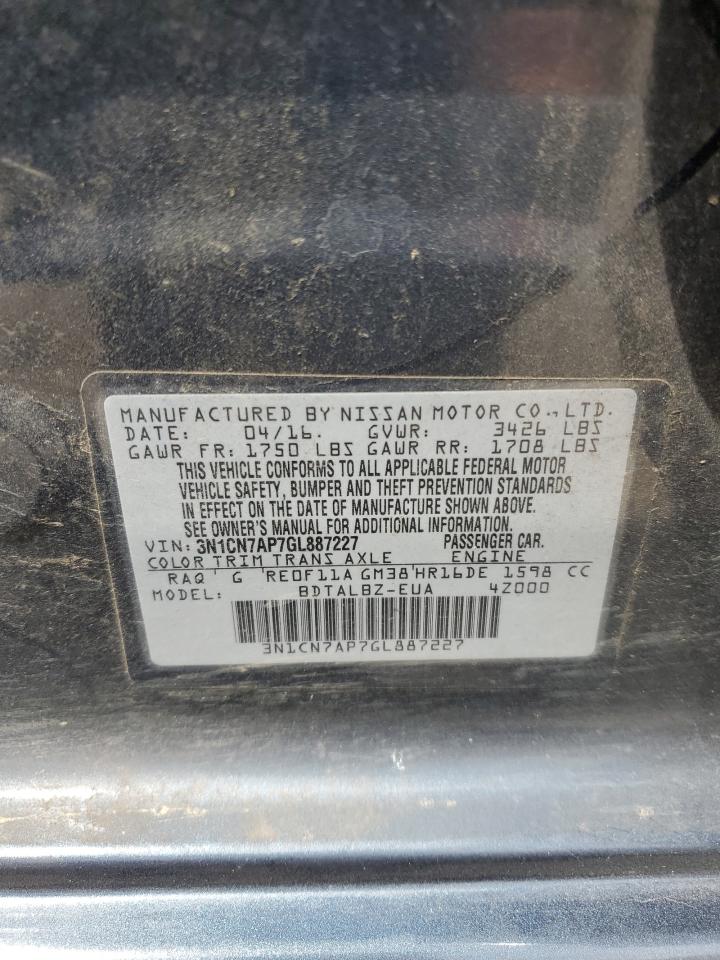 MANUFACTURED BY NISSAN MOTOR CO., LTD.
DATE: 04/16. GVWR: 3426 LBS
GAWR FR: 1750 LBS GAWR RR: 1708 LBS
THIS VEHICLE CONFORMS TO ALL APPLICABLE FEDERAL MOTOR
VEHICLE SAFETY, BUMPER AND THEFT PREVENTION STANDARDS
IN EFFECT ON THE DATE OF MANUFACTURE SHOWN ABOVE.
SEE OWNER'S MANUAL FOR ADDITIONAL INFORMATION.
VIN: 3N1CN7AP7GL887227 PASSENGER CAR.
COLOR TRIM TRANS AXLE ENGINE
RAQ G RE0F11A GM38 HR16DE 1598 CC
MODEL: BDTALBZ-EUA 4Z000
3N1CN7AP7GL887227